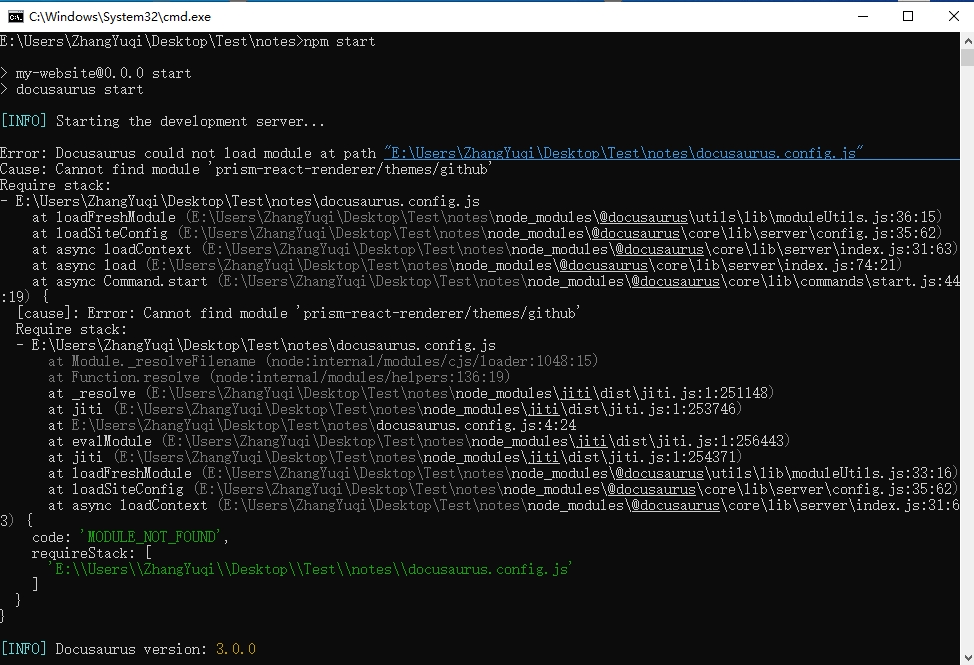 C:\Windows\System32\cmd.exe
E:\Users\ZhangYuqi\Desktop\Test\notes>npm start
> my-website@0.0.0 start
> docusaurus start
[INFO] Starting the development server...
Error: Docusaurus could not load module at path "E:\Users\ZhangYuqi\Desktop\Test\notes\docusaurus.config.js"
Cause: Cannot find module 'prism-react-renderer/themes/github'
Require stack:
- E:\Users\ZhangYuqi\Desktop\Test\notes\docusaurus.config.js
at loadFreshModule (E:\Users\ZhangYuqi\Desktop\Test\notes\node_modules\@docusaurus\utils\lib\moduleUtils.js:36:15)
at loadSiteConfig (E:\Users\ZhangYuqi\Desktop\Test\notes\node_modules\@docusaurus\core\lib\server\config.js:35:62)
at async loadContext (E:\Users\ZhangYuqi\Desktop\Test\notes\node_modules\@docusaurus\core\lib\server\index.js:31:63)
at async load (E:\Users\ZhangYuqi\Desktop\Test\notes\node_modules\@docusaurus\core\lib\server\index.js:74:21)
at async Command.start (E:\Users\ZhangYuqi\Desktop\Test\notes\node_modules\@docusaurus\core\lib\commands\start.js:44
:19) {
[cause]: Error: Cannot find module 'prism-react-renderer/themes/github'
Require stack:
- E:\Users\ZhangYuqi\Desktop\Test\notes\docusaurus.config.js
at Module._resolveFilename (node:internal/modules/cjs/loader:1048:15)
at Function.resolve (node:internal/modules/helpers:136:19)
at _resolve (E:\Users\ZhangYuqi\Desktop\Test\notes\node_modules\jiti\dist\jiti.js:1:251148)
at jiti (E:\Users\ZhangYuqi\Desktop\Test\notes\node_modules\jiti\dist\jiti.js:1:253746)
at E:\Users\ZhangYuqi\Desktop\Test\notes\docusaurus.config.js:4:24
at evalModule (E:\Users\ZhangYuqi\Desktop\Test\notes\node_modules\jiti\dist\jiti.js:1:256443)
at jiti (E:\Users\ZhangYuqi\Desktop\Test\notes\node_modules\jiti\dist\jiti.js:1:254371)
at loadFreshModule (E:\Users\ZhangYuqi\Desktop\Test\notes\node_modules\@docusaurus\utils\lib\moduleUtils.js:33:16)
at loadSiteConfig (E:\Users\ZhangYuqi\Desktop\Test\notes\node_modules\@docusaurus\core\lib\server\config.js:35:62)
at async loadContext (E:\Users\ZhangYuqi\Desktop\Test\notes\node_modules\@docusaurus\core\lib\server\index.js:31:6
3) {
code: 'MODULE_NOT_FOUND',
requireStack: [
'E:\\Users\\ZhangYuqi\\Desktop\\Test\\notes\\docusaurus.config.js'
]
}
}
[INFO] Docusaurus version: 3.0.0